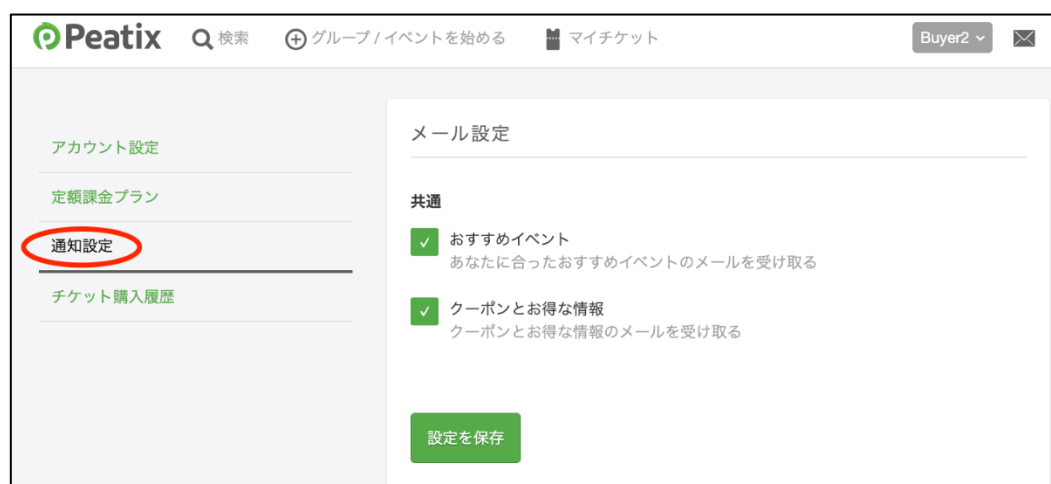 Peatix 検索 グループ / イベントを始める マイチケット Buyer2
アカウント設定
定額課金プラン
通知設定
チケット購入履歴
メール設定
共通
おすすめイベント
あなたに合ったおすすめイベントのメールを受け取る
クーポンとお得な情報
クーポンとお得な情報のメールを受け取る
設定を保存